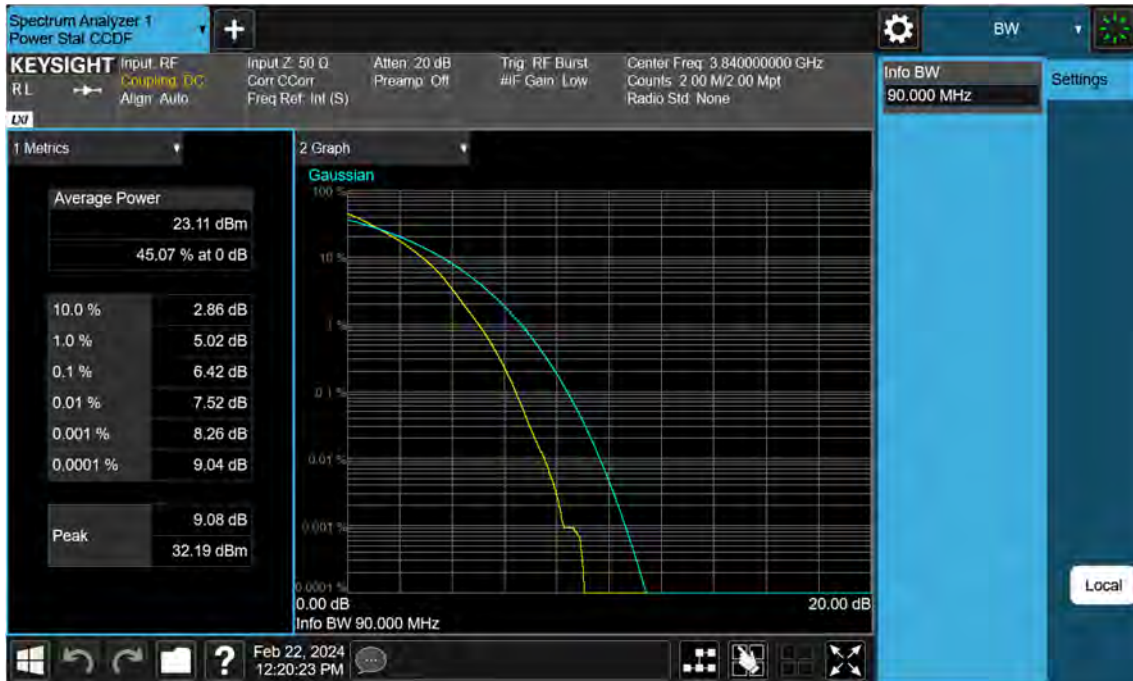 Spectrum Analyzer 1
Power Stat CCDF
BW
KEYSIGHT
RL
LXI
Input: RF
Coupling: DC
Align: Auto
Input Z: 50 Ω
Corr CCorr
Freq Ref: Int (S)
Atten: 20 dB
Preamp: Off
Trig: RF Burst
#IF Gain: Low
Center Freq: 3.840000000 GHz
Counts: 2.00 M/2.00 Mpt
Radio Std: None
Info BW
90.000 MHz
Settings
1 Metrics
Average Power
23.11 dBm
45.07 % at 0 dB
10.0 % 2.86 dB
1.0 % 5.02 dB
0.1 % 6.42 dB
0.01 % 7.52 dB
0.001 % 8.26 dB
0.0001 % 9.04 dB
Peak
9.08 dB
32.19 dBm
2 Graph
Gaussian
100 %
10 %
1 %
0.1 %
0.01 %
0.001 %
0.0001 %
0.00 dB 20.00 dB
Info BW 90.000 MHz
Local
?
Feb 22, 2024
12:20:23 PM